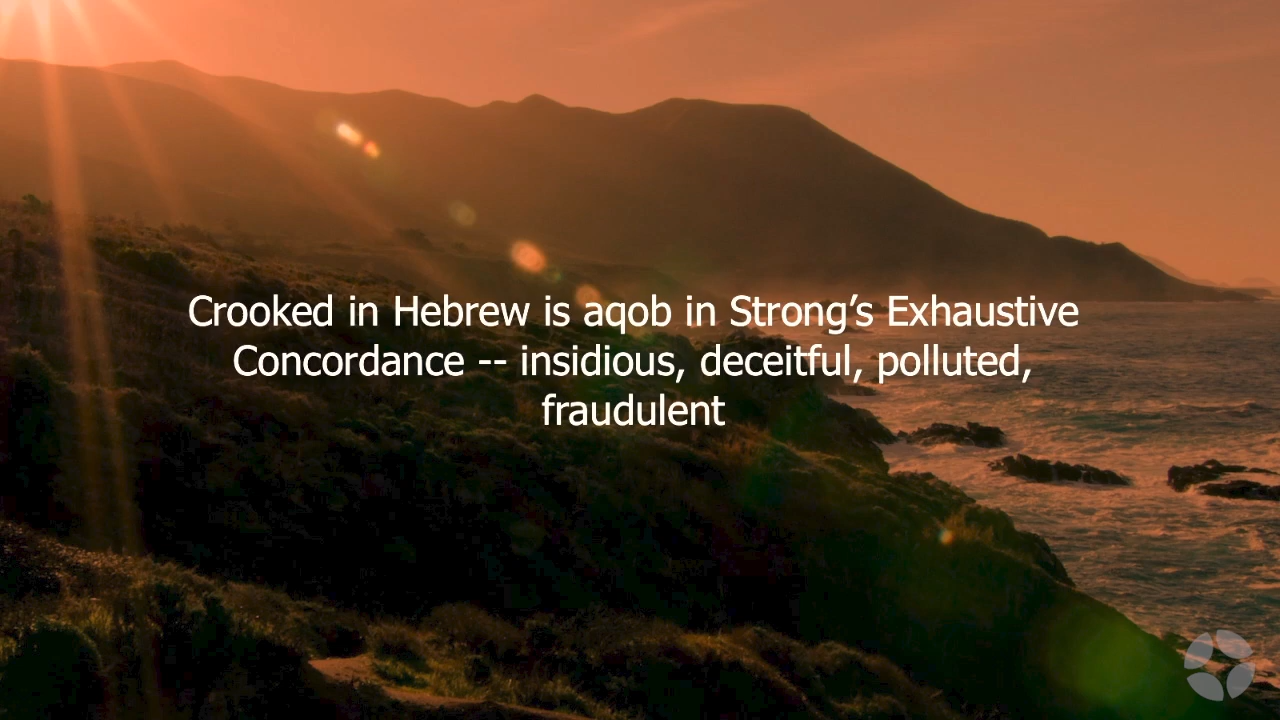 Crooked in Hebrew is aqob in Strong’s Exhaustive
Concordance -- insidious, deceitful, polluted,
fraudulent